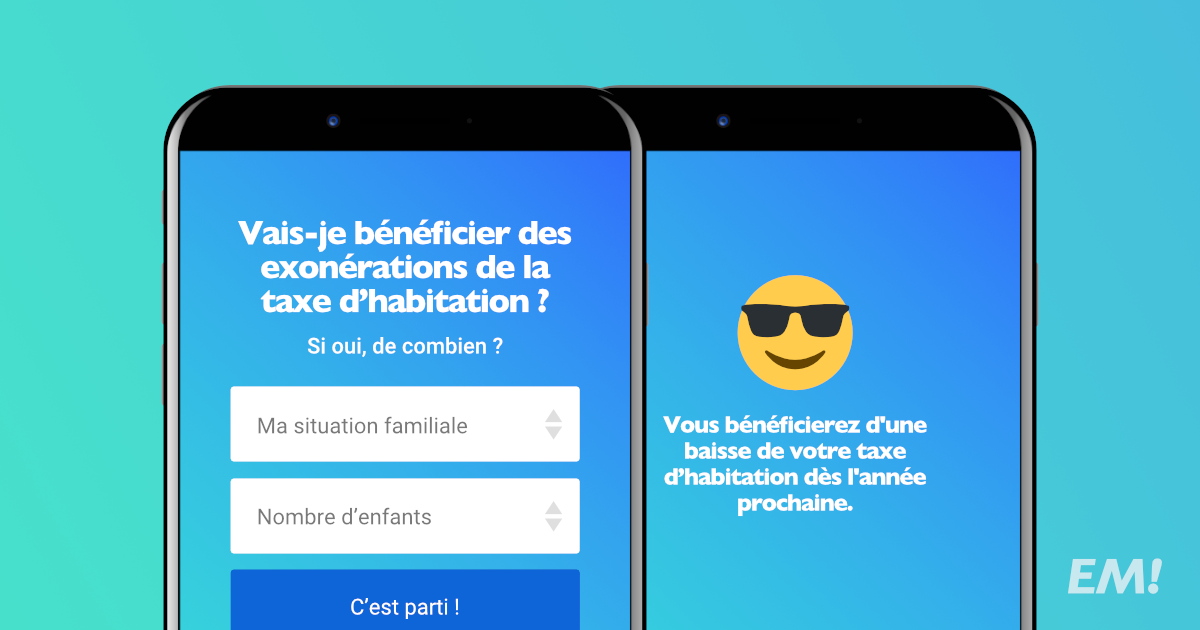 Vais-je bénéficier des
exonérations de la
taxe d’habitation ?
Si oui, de combien ?
Ma situation familiale
Nombre d’enfants
C’est parti !
Vous bénéficierez d'une
baisse de votre taxe
d’habitation dès l'année
prochaine.
EM!